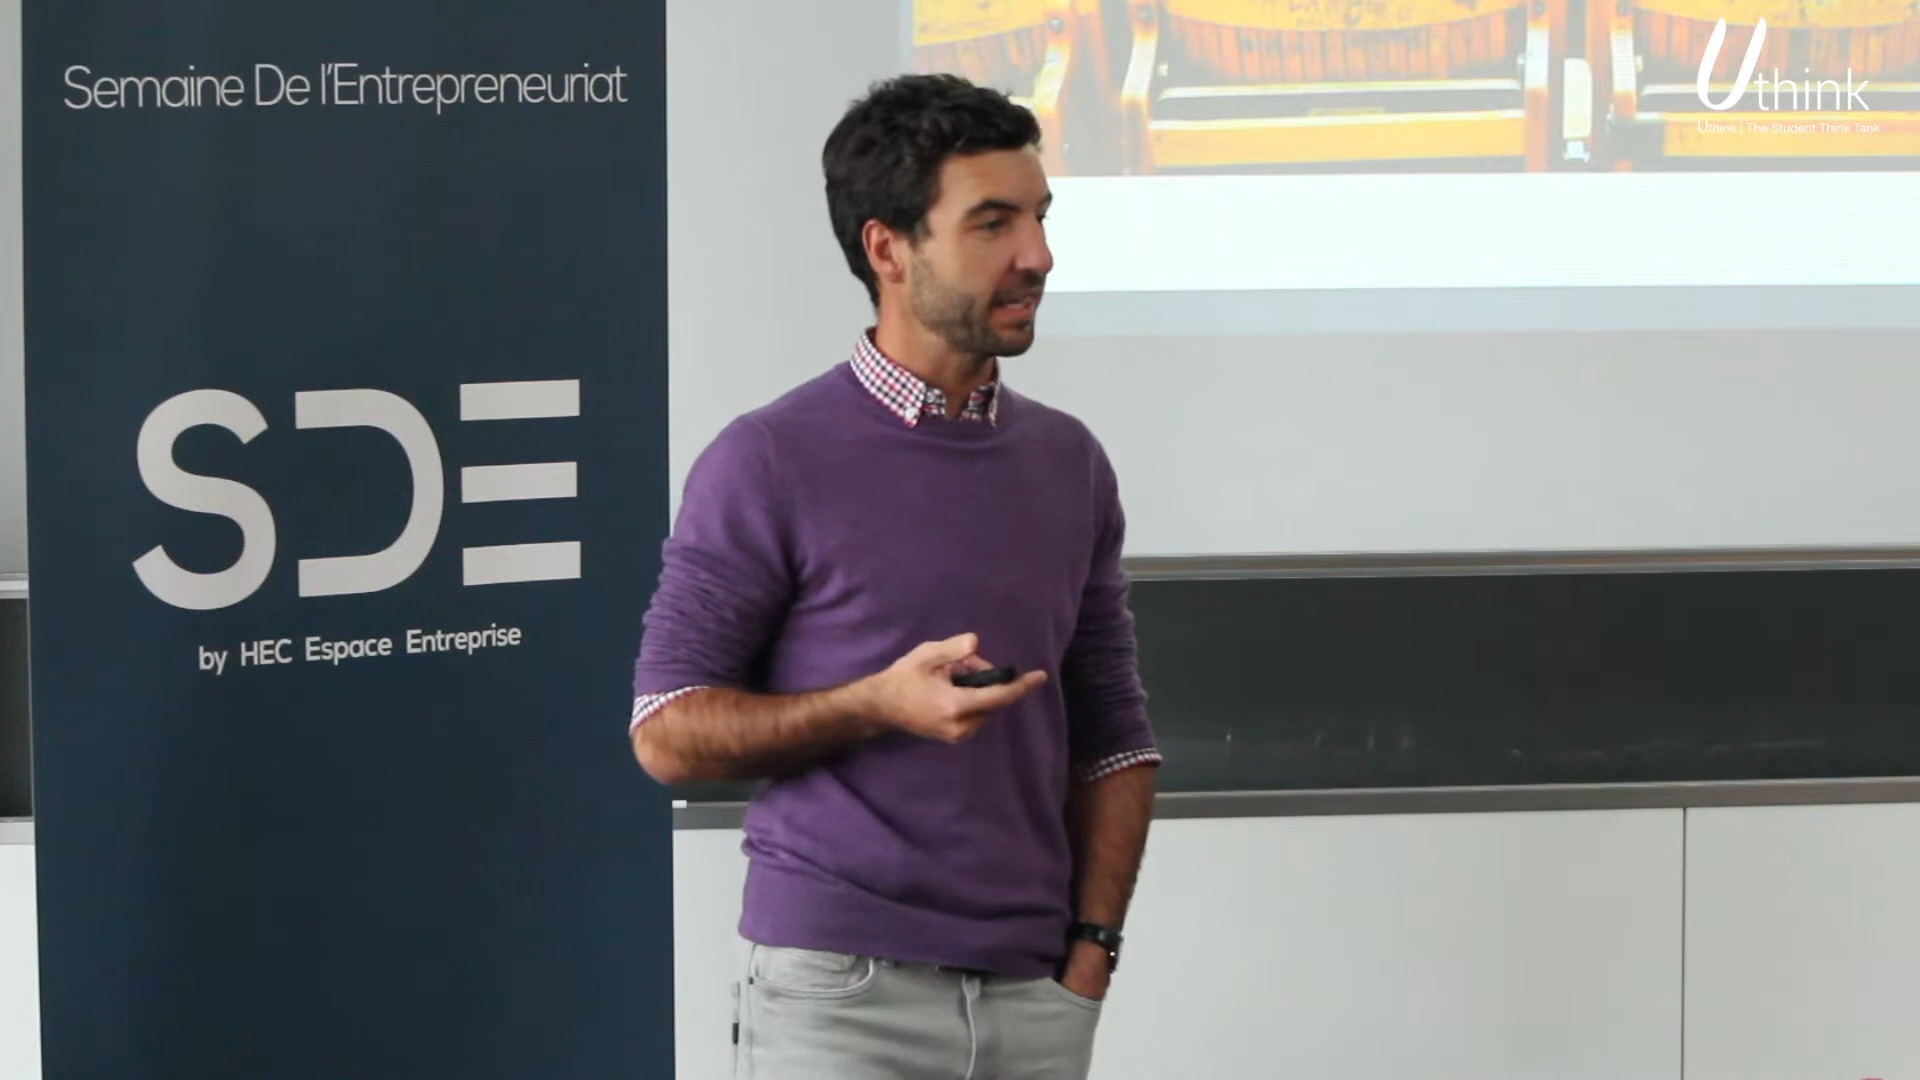 Semaine De l'Entrepreneuriat
SDE
by HEC Espace Entreprise
Uthink
Uthink | The Student Think Tank